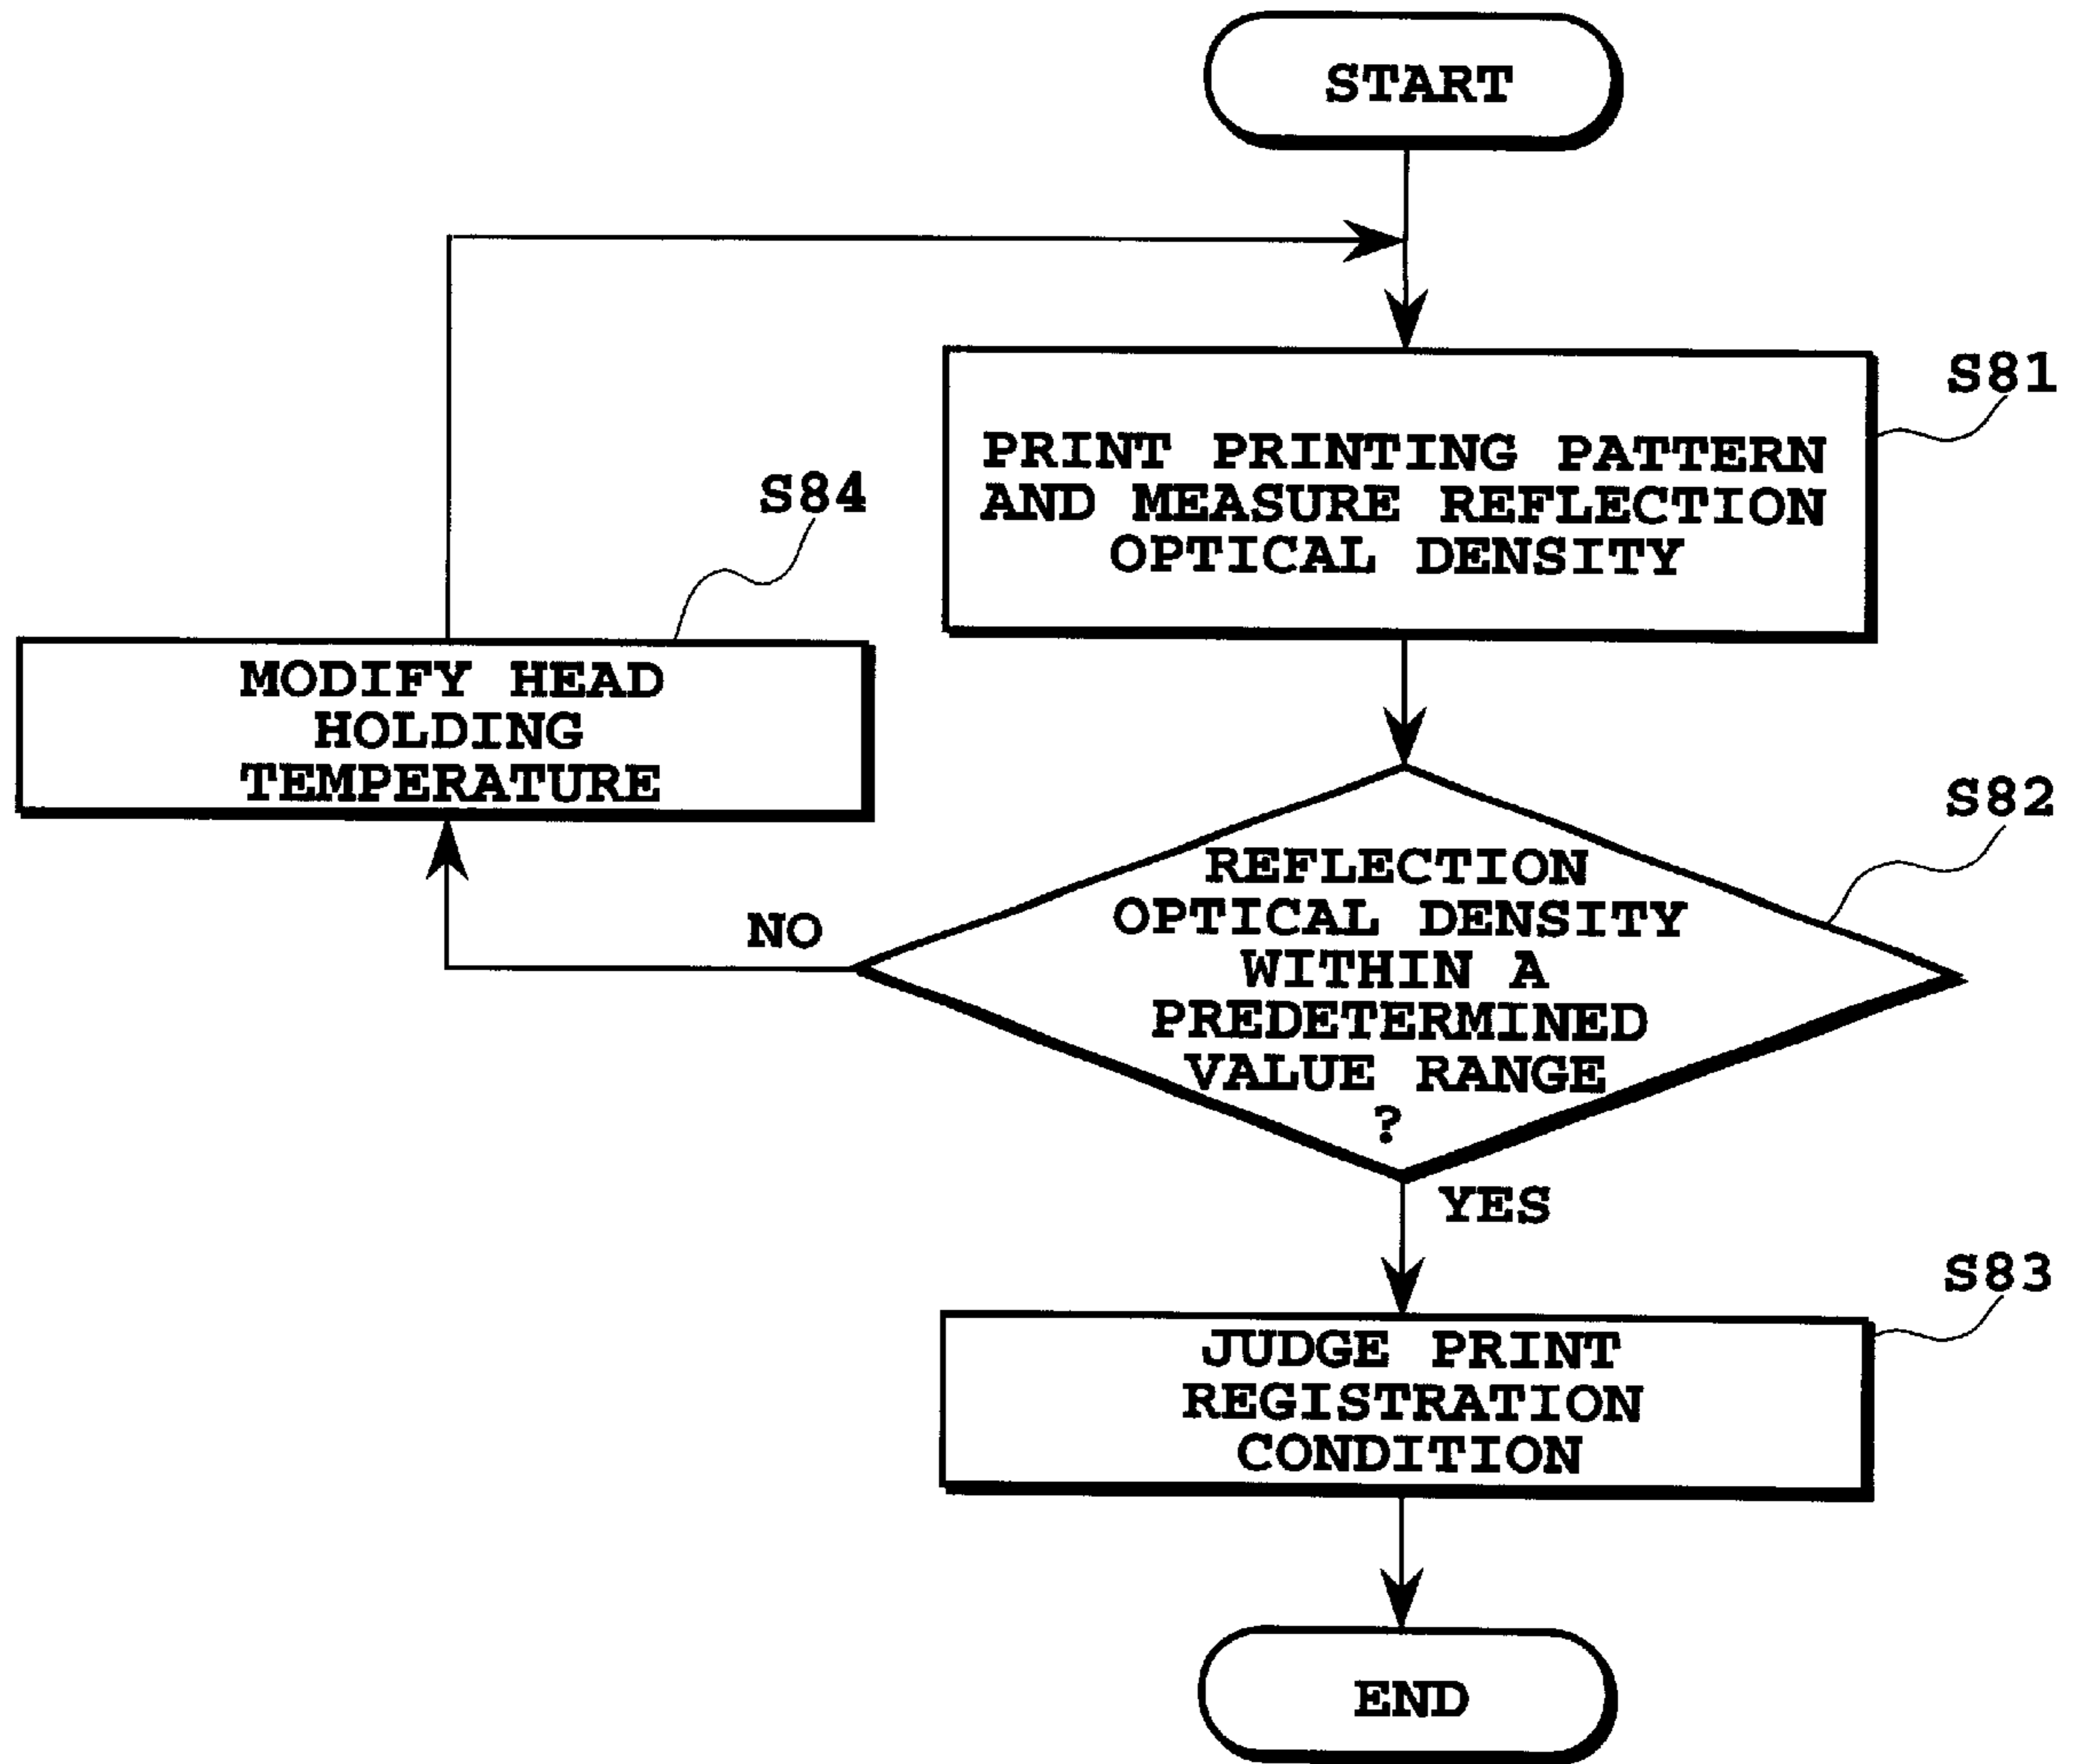 START
S81
PRINT PRINTING PATTERN
AND MEASURE REFLECTION
OPTICAL DENSITY
S84
MODIFY HEAD
HOLDING
TEMPERATURE
S82
REFLECTION
OPTICAL DENSITY
WITHIN A
PREDETERMINED
VALUE RANGE
?
NO
YES
S83
JUDGE PRINT
REGISTRATION
CONDITION
END